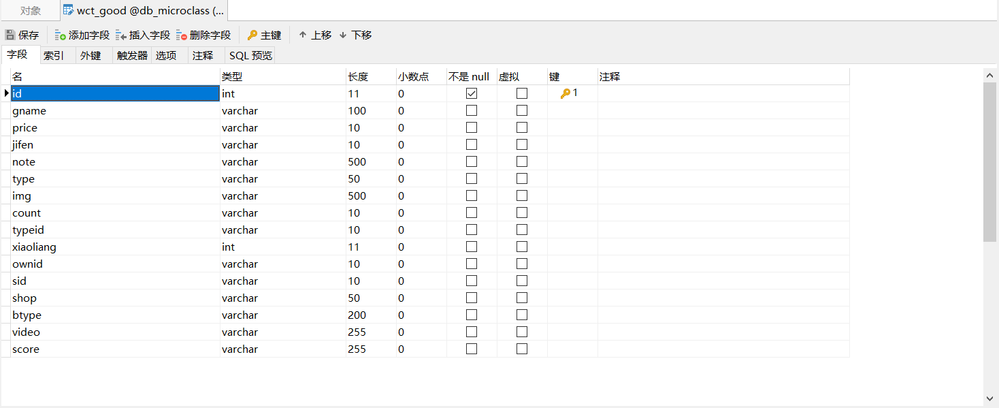 对象 wct_good @db_microclass (...
保存 添加字段 插入字段 删除字段 主键 上移 下移
字段 索引 外键 触发器 选项 注释 SQL 预览
名 类型 长度 小数点 不是 null 虚拟 键 注释
id int 11 0 1
gname varchar 100 0
price varchar 10 0
jifen varchar 10 0
note varchar 500 0
type varchar 50 0
img varchar 500 0
count varchar 10 0
typeid varchar 10 0
xiaoliang int 11 0
ownid varchar 10 0
sid varchar 10 0
shop varchar 50 0
btype varchar 200 0
video varchar 255 0
score varchar 255 0